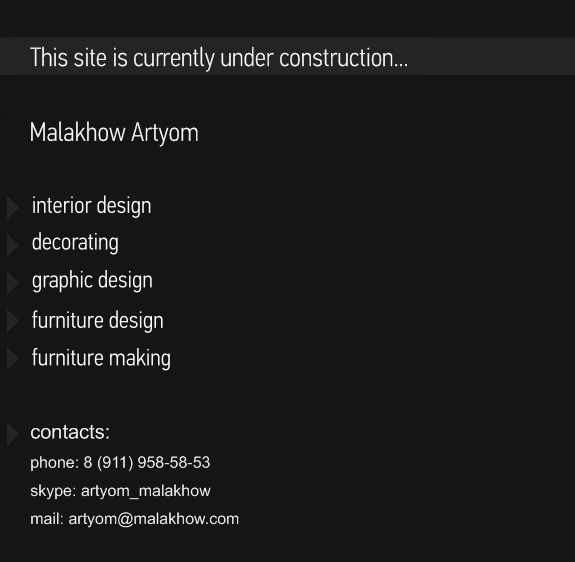 This site is currently under construction...
Malakhow Artyom
interior design
decorating
graphic design
furniture design
furniture making
contacts:
phone: 8 (911) 958-58-53
skype: artyom_malakhow
mail: artyom@malakhow.com